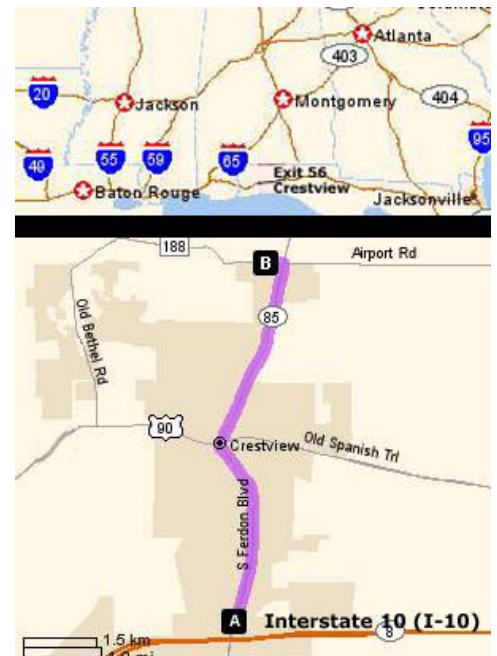 Atlanta
403
20
Jackson
Montgomery
404
95
49
55
59
65
Exit 56
Crestview
Baton Rouge
Jacksonville
188
B
Airport Rd
85
Old Bethel Rd
90
Crestview
Old Spanish Trl
S Ferdon Blvd
A
Interstate 10 (I-10)
8
1.5 km